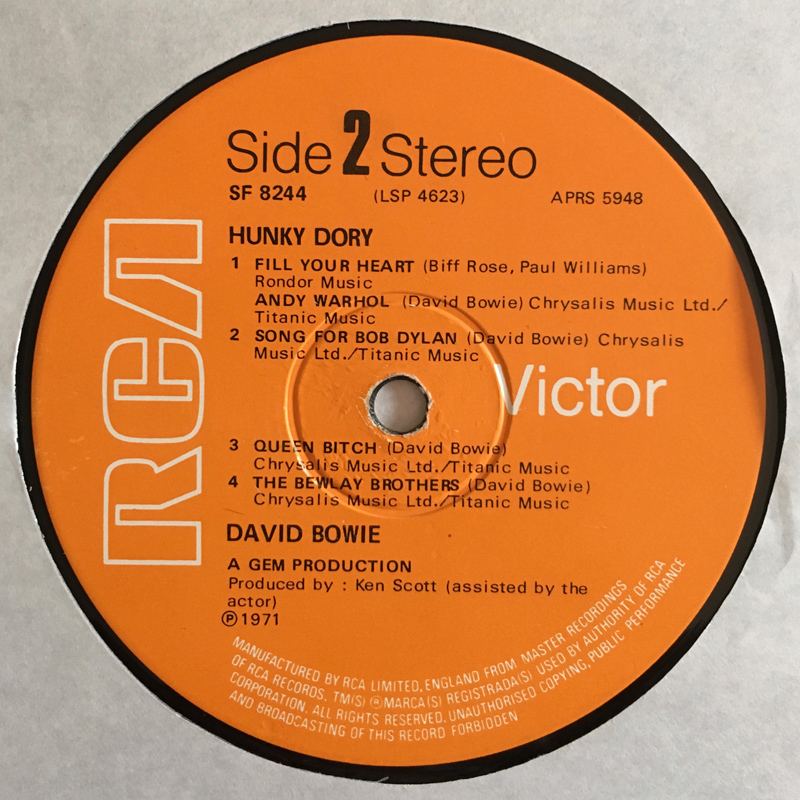 Side 2 Stereo
SF 8244 (LSP 4623) APRS 5948
HUNKY DORY
1 FILL YOUR HEART (Biff Rose, Paul Williams)
Rondor Music
ANDY WARHOL (David Bowie) Chrysalis Music Ltd./
Titanic Music
2 SONG FOR BOB DYLAN (David Bowie) Chrysalis
Music Ltd./Titanic Music
RCA
Victor
3 QUEEN BITCH (David Bowie)
Chrysalis Music Ltd./Titanic Music
4 THE BEWLAY BROTHERS (David Bowie)
Chrysalis Music Ltd./Titanic Music
DAVID BOWIE
A GEM PRODUCTION
Produced by : Ken Scott (assisted by the
actor)
℗1971
MANUFACTURED BY RCA LIMITED, ENGLAND FROM MASTER RECORDINGS
OF RCA RECORDS. TM(S) ® MARCA(S) REGISTRADA(S) USED BY AUTHORITY OF RCA
CORPORATION. ALL RIGHTS RESERVED. UNAUTHORISED COPYING, PUBLIC PERFORMANCE
AND BROADCASTING OF THIS RECORD FORBIDDEN